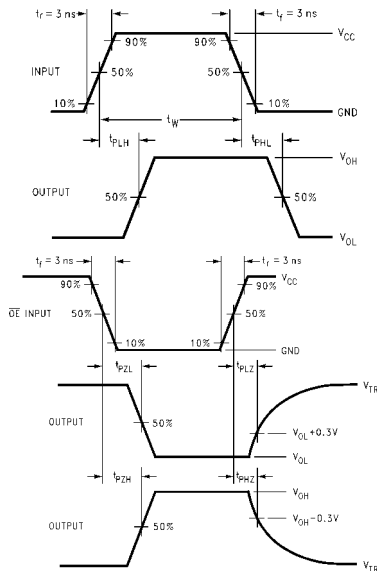 tr = 3 ns
tf = 3 ns
VCC
90%
90%
INPUT
50%
50%
10%
10%
GND
tW
tPLH
tPHL
VOH
OUTPUT
50%
50%
VOL
tf = 3 ns
tr = 3 ns
VCC
90%
90%
OE INPUT
50%
50%
10%
10%
GND
tPZL
tPLZ
VTR
OUTPUT
50%
VOL+0.3V
VOL
tPZH
tPHZ
VOH
OUTPUT
50%
VOH−0.3V
VTR